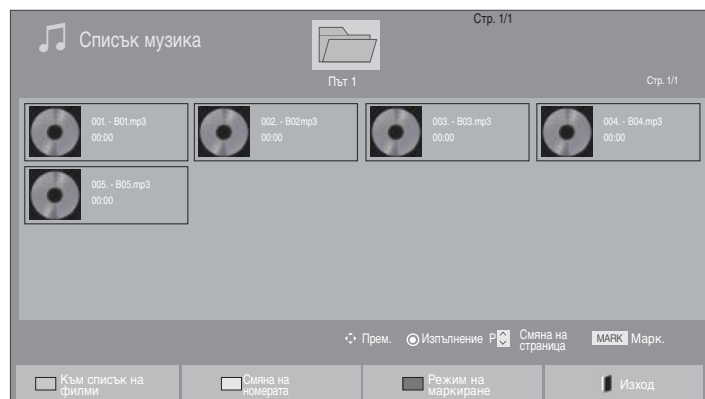 Стр. 1/1
Списък музика
Път 1
Стр. 1/1
001. - B01.mp3
00:00
002. - B02mp3
00:00
003. - B03.mp3
00:00
004. - B04.mp3
00:00
005. - B05.mp3
00:00
Прем. Изпълнение P Смяна на страница MARK Марк.
Към списък на
филми
Смяна на
номерата
Режим на
маркиране
Изход